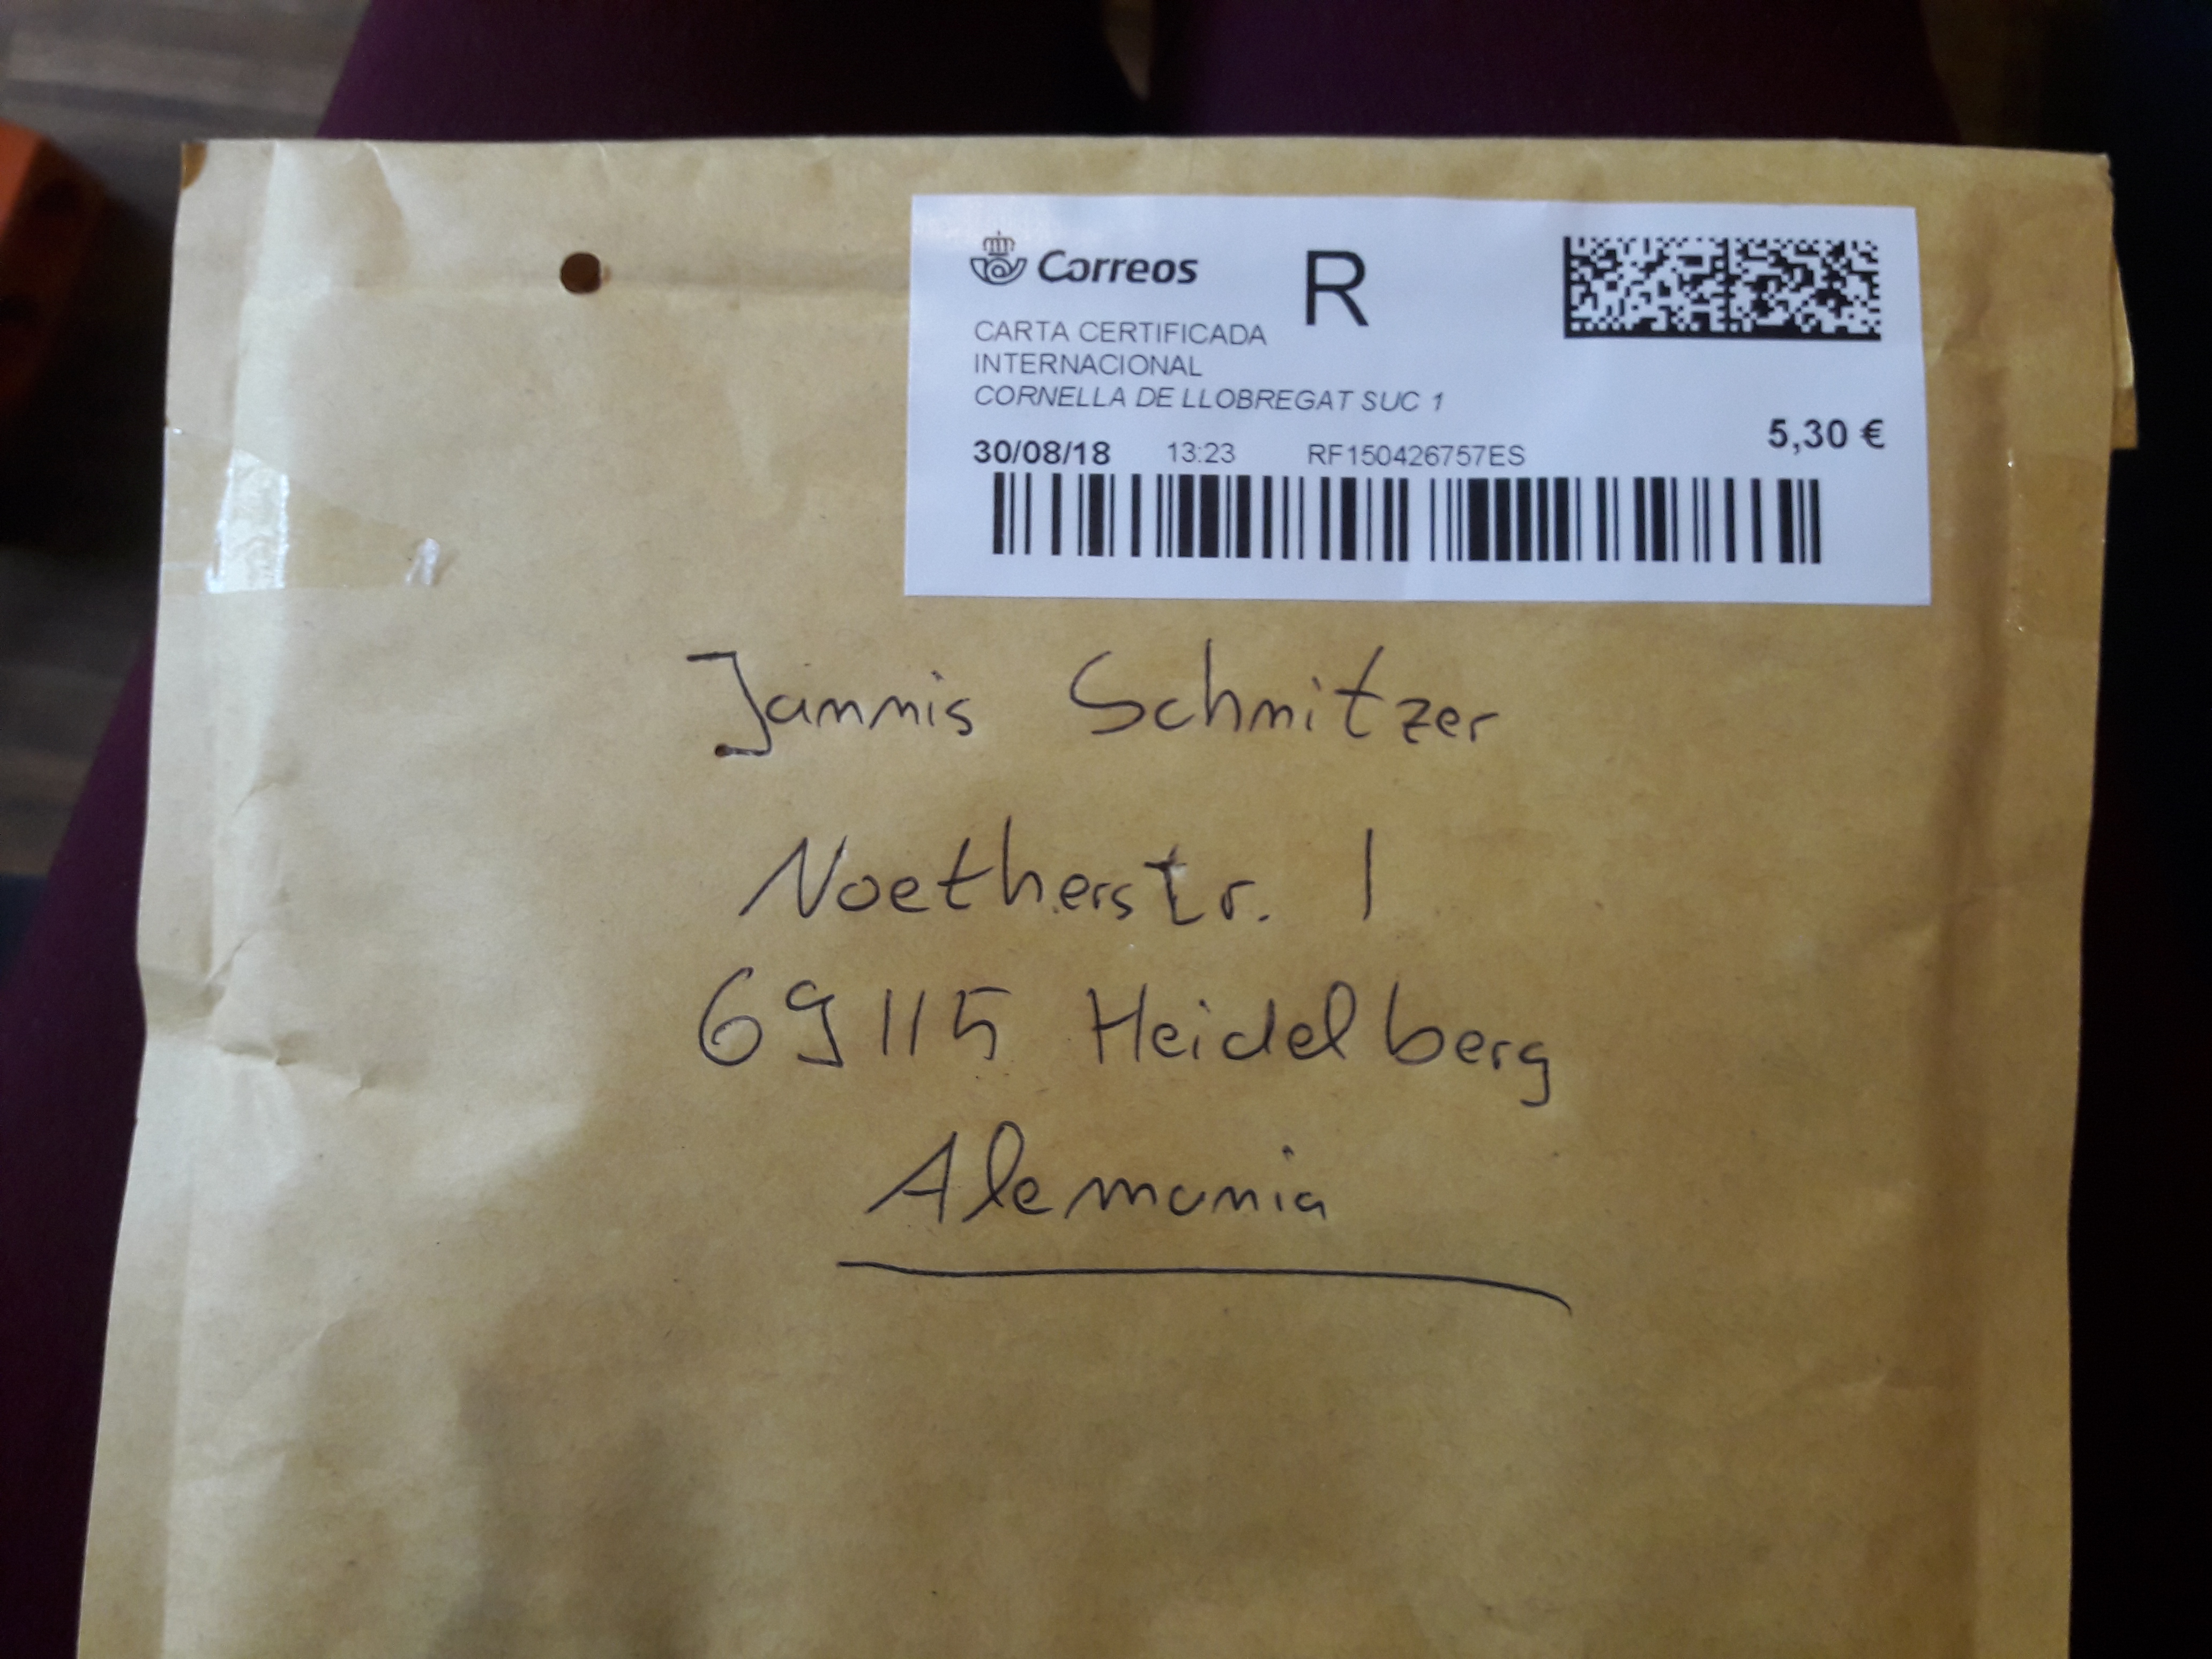 Correos R
CARTA CERTIFICADA
INTERNACIONAL
CORNELLA DE LLOBREGAT SUC 1
5,30 €
30/08/18 13:23 RF150426757ES
Jannis Schnitzer
Noetherstr. 1
69115 Heidelberg
Alemania